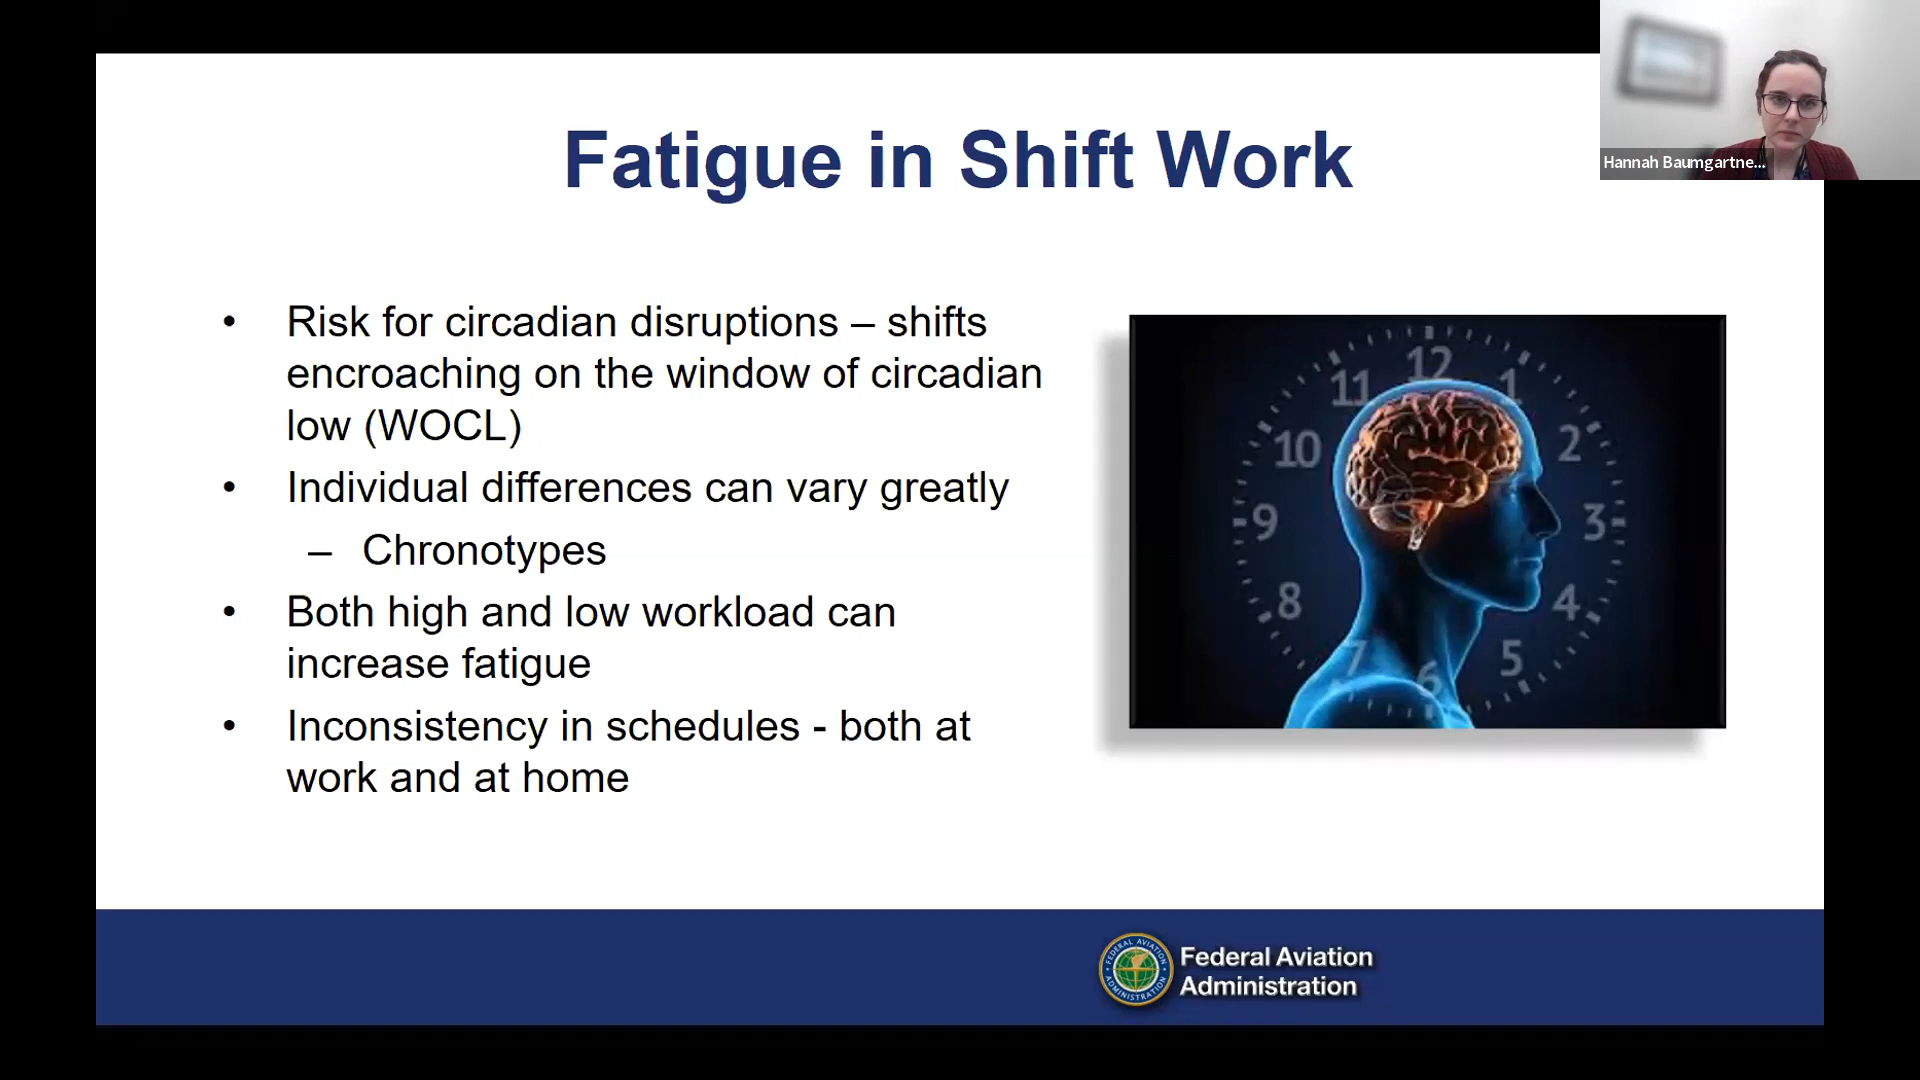 Fatigue in Shift Work
Hannah Baumgartne...
• Risk for circadian disruptions – shifts
encroaching on the window of circadian
low (WOCL)
• Individual differences can vary greatly
– Chronotypes
• Both high and low workload can
increase fatigue
• Inconsistency in schedules - both at
work and at home
12
11
1
10
2
9
3
8
4
7
5
6
FEDERAL AVIATION
ADMINISTRATION
Federal Aviation
Administration